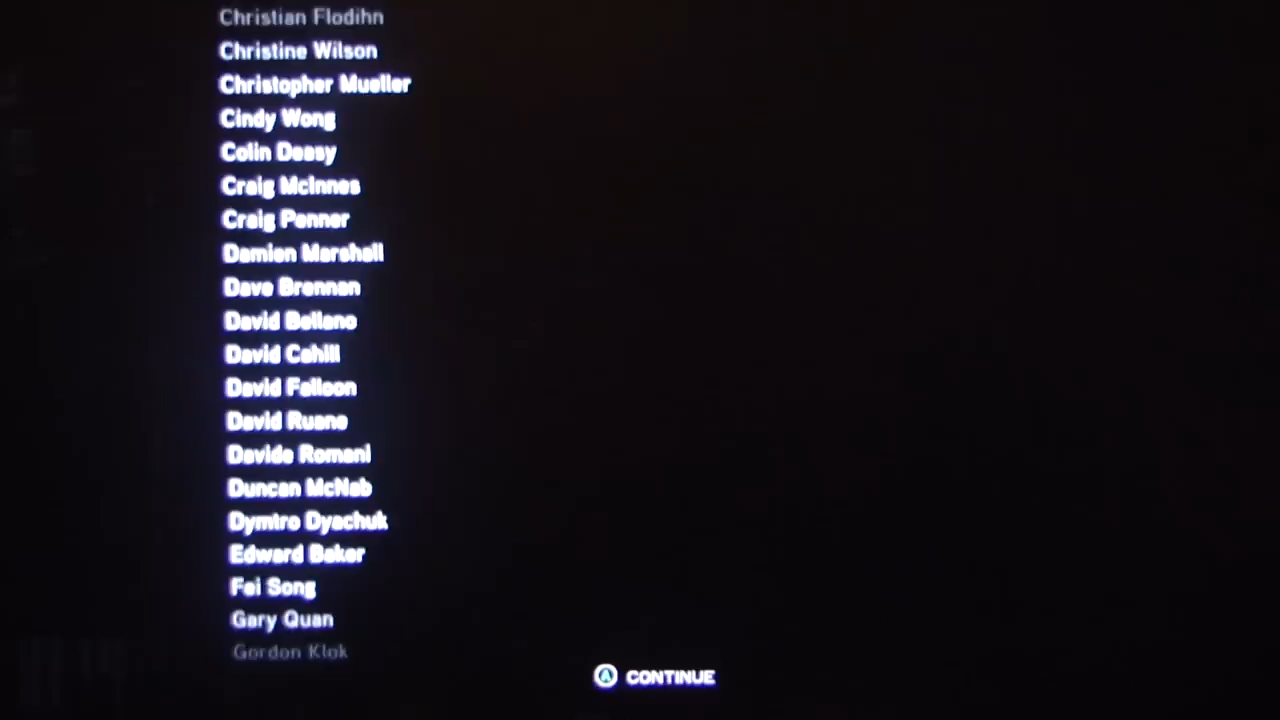 Christian Flodihn
Christine Wilson
Christopher Mueller
Cindy Wong
Colin Deasy
Craig McInnes
Craig Penner
Damien Marshall
Dave Brennan
David Bellano
David Cahill
David Falloon
David Ruane
Davide Romani
Duncan McNab
Dymtro Dyachuk
Edward Baker
Fei Song
Gary Quan
Gordon Klok
A CONTINUE